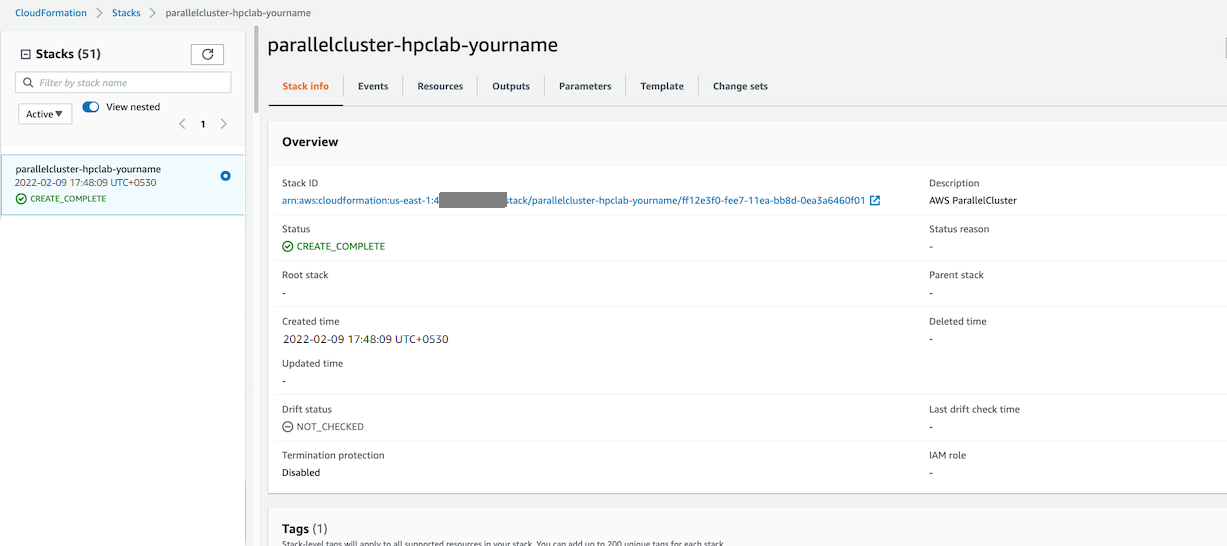 CloudFormation > Stacks > parallelcluster-hpclab-yourname
Stacks (51)
Filter by stack name
Active
View nested
1
parallelcluster-hpclab-yourname
2022-02-09 17:48:09 UTC+0530
CREATE_COMPLETE
parallelcluster-hpclab-yourname
Stack info Events Resources Outputs Parameters Template Change sets
Overview
Stack ID
arn:aws:cloudformation:us-east-1:4 stack/parallelcluster-hpclab-yourname/ff12e3f0-fee7-11ea-bb8d-0ea3a6460f01
Description
AWS ParallelCluster
Status
CREATE_COMPLETE
Status reason
-
Root stack
-
Parent stack
-
Created time
2022-02-09 17:48:09 UTC+0530
Deleted time
-
Updated time
-
Drift status
NOT_CHECKED
Last drift check time
-
Termination protection
Disabled
IAM role
-
Tags (1)
Stack-level tags will apply to all supported resources in your stack. You can add up to 200 unique tags for each stack.